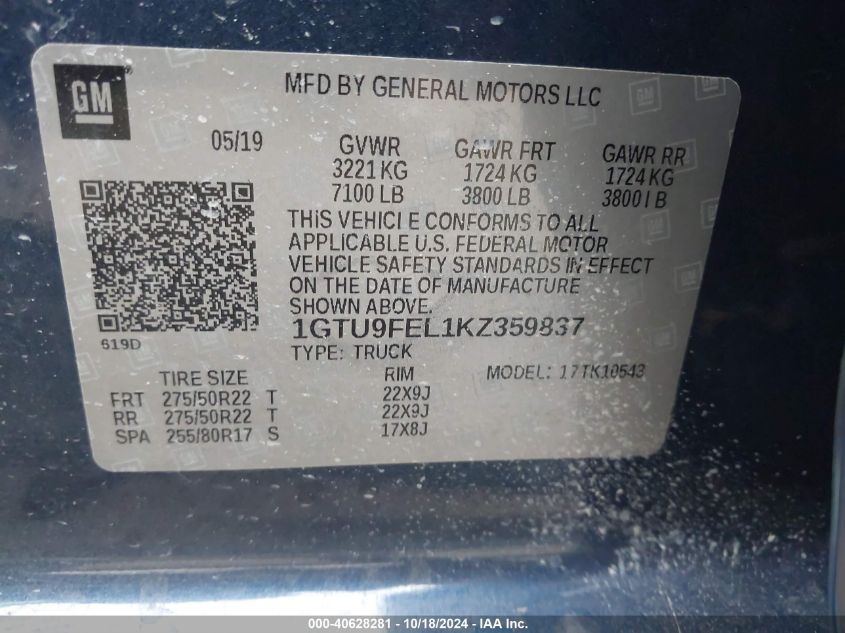 GM
MFD BY GENERAL MOTORS LLC
05/19 GVWR GAWR FRT GAWR RR
3221 KG 1724 KG 1724 KG
7100 LB 3800 LB 3800 LB
THIS VEHICLE CONFORMS TO ALL
APPLICABLE U.S. FEDERAL MOTOR
VEHICLE SAFETY STANDARDS IN EFFECT
ON THE DATE OF MANUFACTURE
SHOWN ABOVE.
1GTU9FEL1KZ359837
619D
TYPE: TRUCK
TIRE SIZE RIM MODEL: 17TK10543
FRT 275/50R22 T 22X9J
RR 275/50R22 T 22X9J
SPA 255/80R17 S 17X8J
000-40628281 - 10/18/2024 - IAA, INC.